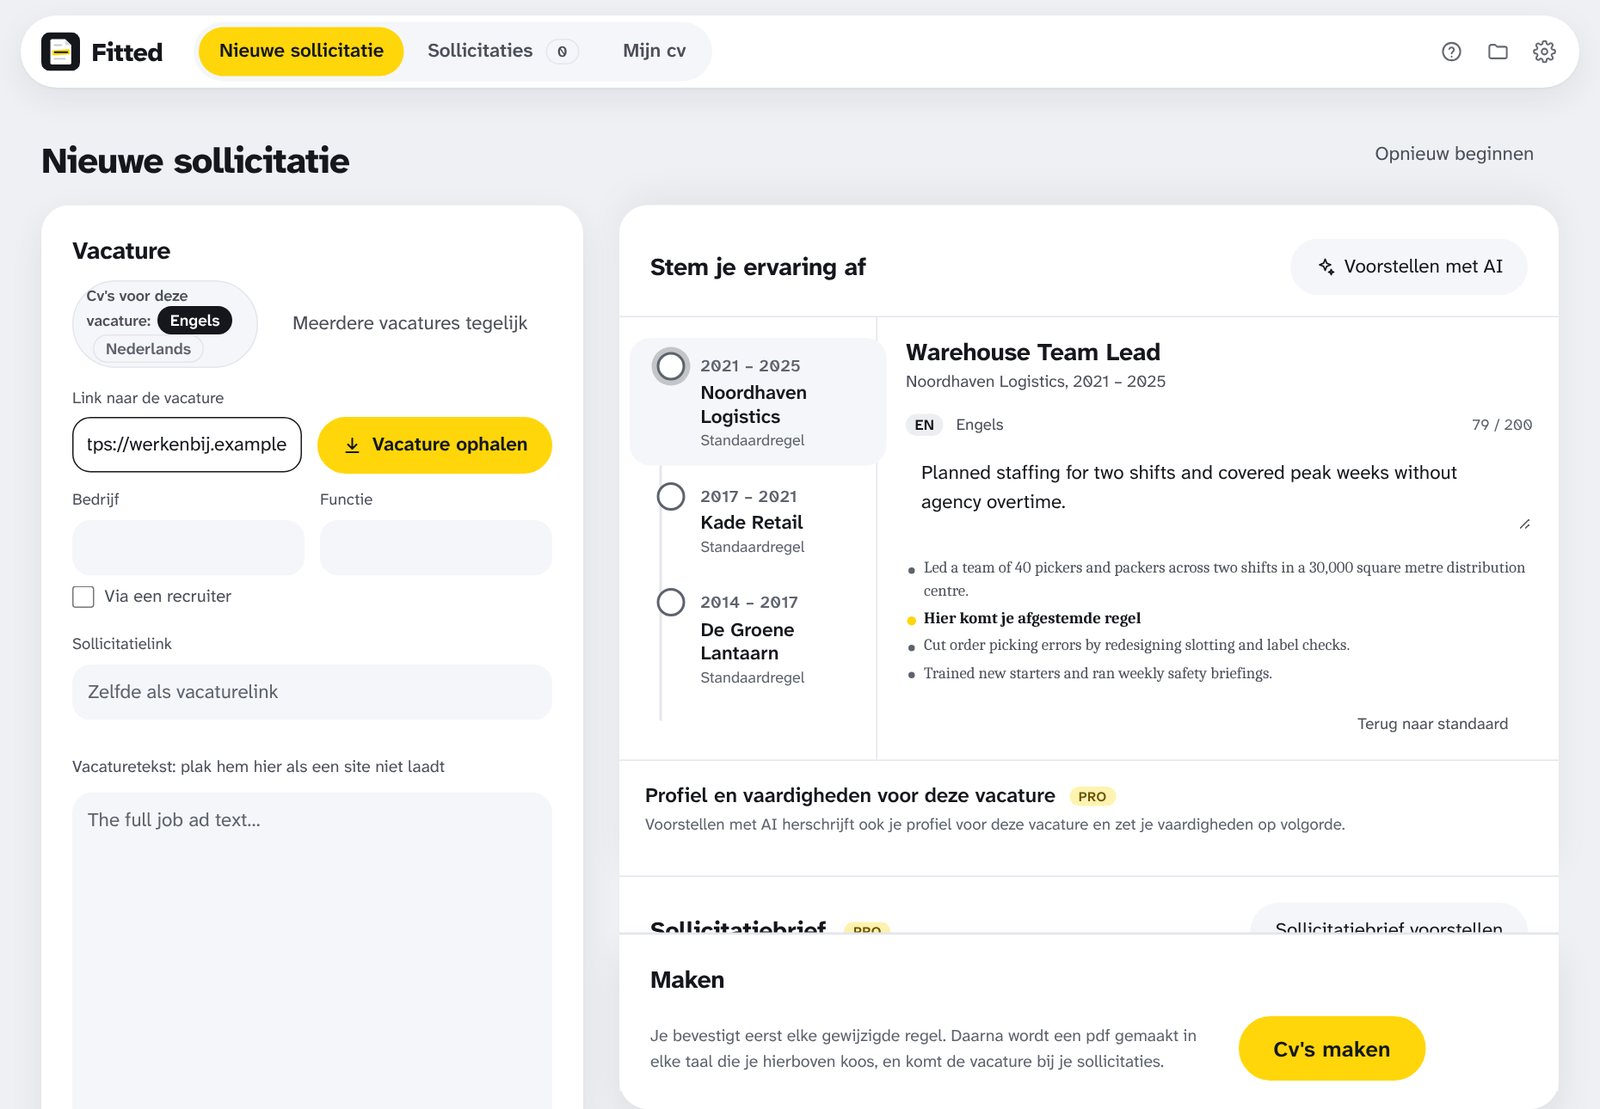 Fitted
Nieuwe sollicitatie
Sollicitaties 0
Mijn cv
Nieuwe sollicitatie
Opnieuw beginnen
Vacature
Cv's voor deze
vacature: Engels
Nederlands
Meerdere vacatures tegelijk
Link naar de vacature
tps://werkenbij.example
Vacature ophalen
Bedrijf
Functie
Via een recruiter
Sollicitatielink
Zelfde als vacaturelink
Vacaturetekst: plak hem hier als een site niet laadt
The full job ad text...
Stem je ervaring af
Voorstellen met AI
2021 – 2025
Noordhaven
Logistics
Standaardregel
2017 – 2021
Kade Retail
Standaardregel
2014 – 2017
De Groene
Lantaarn
Standaardregel
Warehouse Team Lead
Noordhaven Logistics, 2021 – 2025
EN Engels
79 / 200
Planned staffing for two shifts and covered peak weeks without
agency overtime.
Led a team of 40 pickers and packers across two shifts in a 30,000 square metre distribution
centre.
Hier komt je afgestemde regel
Cut order picking errors by redesigning slotting and label checks.
Trained new starters and ran weekly safety briefings.
Terug naar standaard
Profiel en vaardigheden voor deze vacature PRO
Voorstellen met AI herschrijft ook je profiel voor deze vacature en zet je vaardigheden op volgorde.
Sollicitatiebrief PRO
Sollicitatiebrief voorstellen
Maken
Je bevestigt eerst elke gewijzigde regel. Daarna wordt een pdf gemaakt in
elke taal die je hierboven koos, en komt de vacature bij je sollicitaties.
Cv's maken